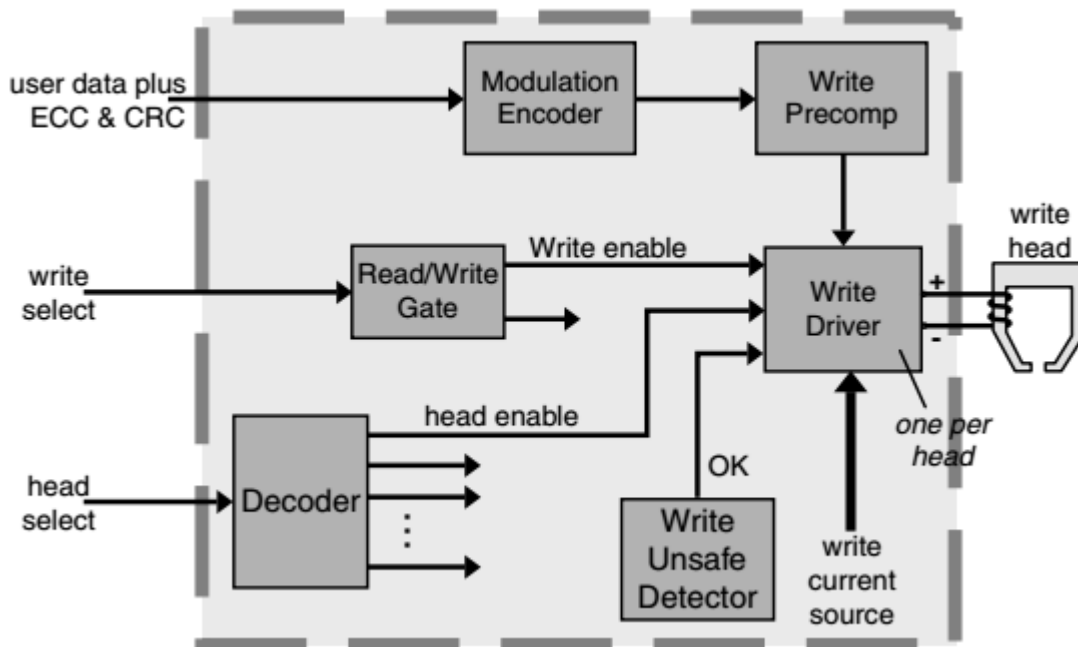 user data plus
ECC & CRC
Modulation
Encoder
Write
Precomp
write
head
write
select
Read/Write
Gate
Write enable
Write
Driver
+
-
one per
head
head enable
head
select
Decoder
OK
Write
Unsafe
Detector
write
current
source